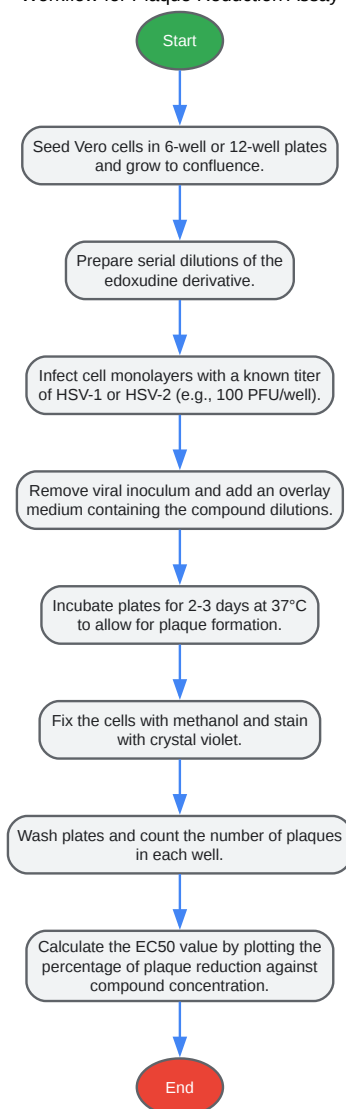 Workflow for Plaque Reduction Assay
Start
Seed Vero cells in 6-well or 12-well plates
and grow to confluence.
Prepare serial dilutions of the
edoxudine derivative.
Infect cell monolayers with a known titer
of HSV-1 or HSV-2 (e.g., 100 PFU/well).
Remove viral inoculum and add an overlay
medium containing the compound dilutions.
Incubate plates for 2-3 days at 37°C
to allow for plaque formation.
Fix the cells with methanol and stain
with crystal violet.
Wash plates and count the number of plaques
in each well.
Calculate the EC50 value by plotting the
percentage of plaque reduction against
compound concentration.
End